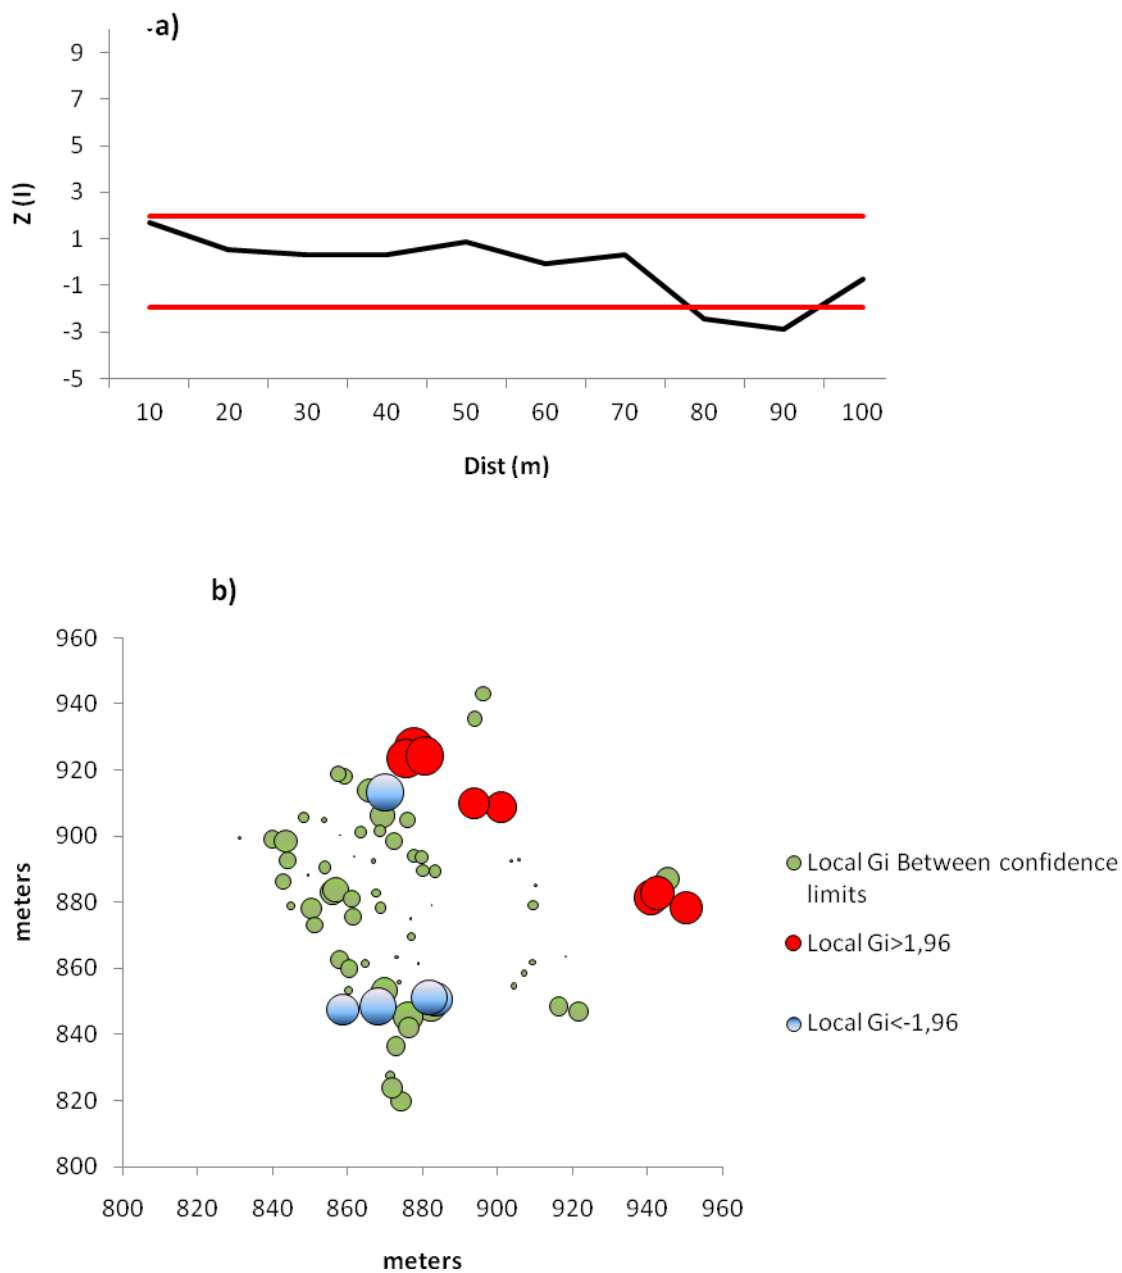 -a)
9
7
5
3
1
-1
-3
-5
Z (I)
10 20 30 40 50 60 70 80 90 100
Dist (m)
b)
960
940
920
900
880
860
840
820
800
meters
800 820 840 860 880 900 920 940 960
meters
Local Gi Between confidence
limits
Local Gi>1,96
Local Gi<-1,96